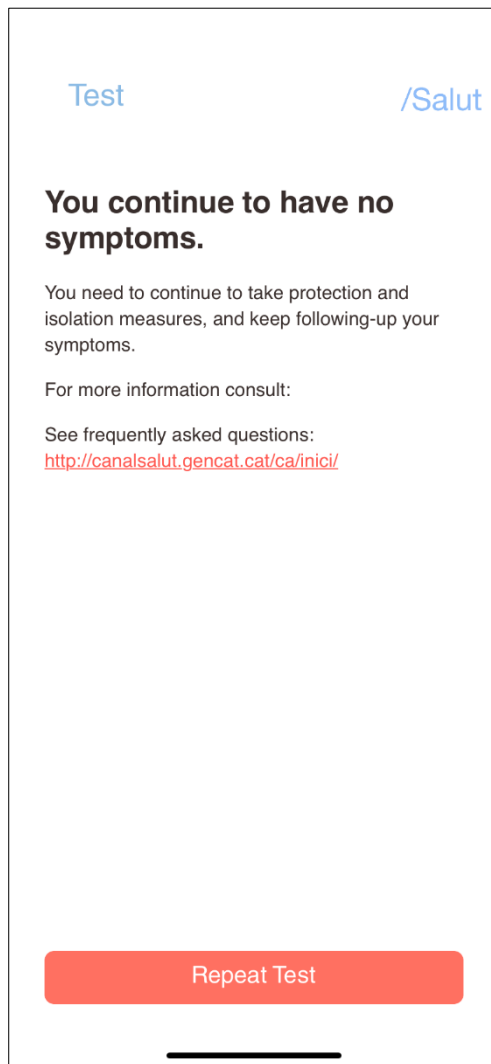 Test
/Salut
You continue to have no
symptoms.
You need to continue to take protection and
isolation measures, and keep following-up your
symptoms.
For more information consult:
See frequently asked questions:
http://canalsalut.gencat.cat/ca/inici/
Repeat Test